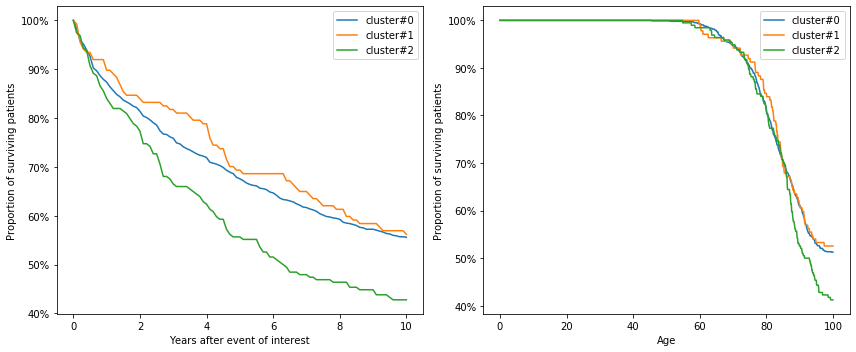 Proportion of surviving patients
100%
90%
80%
70%
60%
50%
40%
cluster#0
cluster#1
cluster#2
0
2
4
6
8
10
Years after event of interest
Proportion of surviving patients
100%
90%
80%
70%
60%
50%
40%
cluster#0
cluster#1
cluster#2
0
20
40
60
80
100
Age